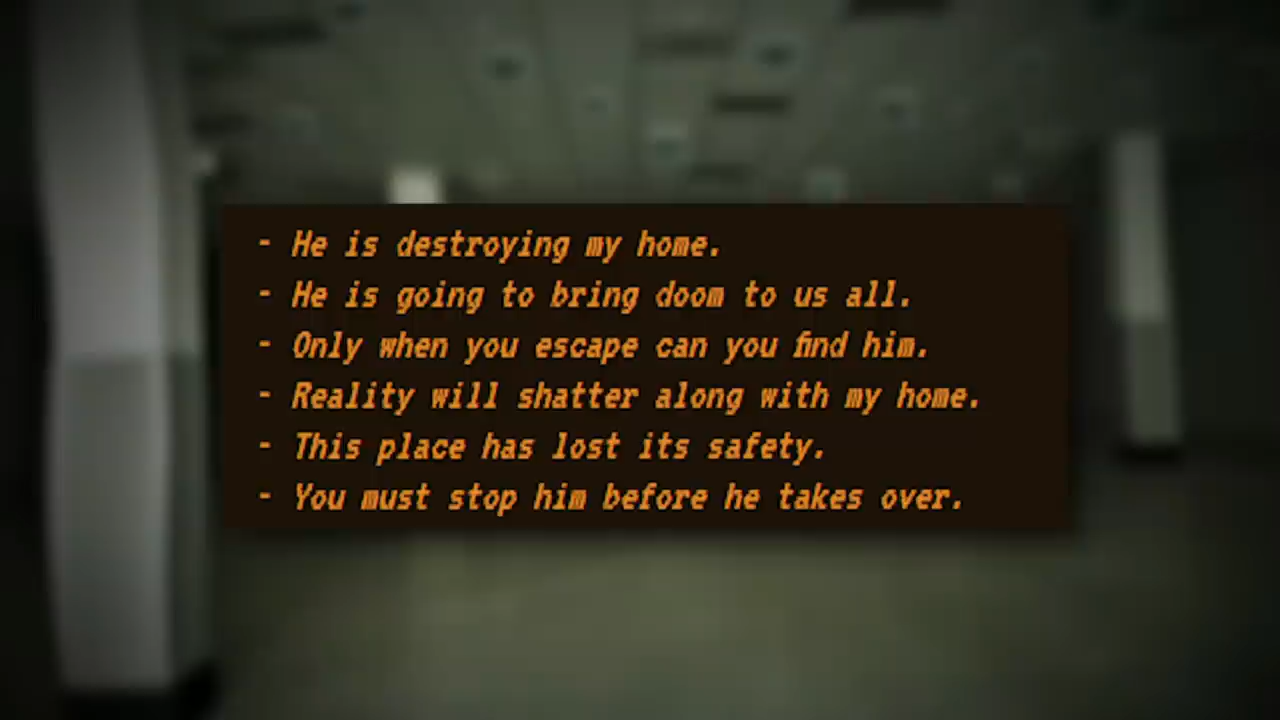 - He is destroying my home.
- He is going to bring doom to us all.
- Only when you escape can you find him.
- Reality will shatter along with my home.
- This place has lost its safety.
- You must stop him before he takes over.